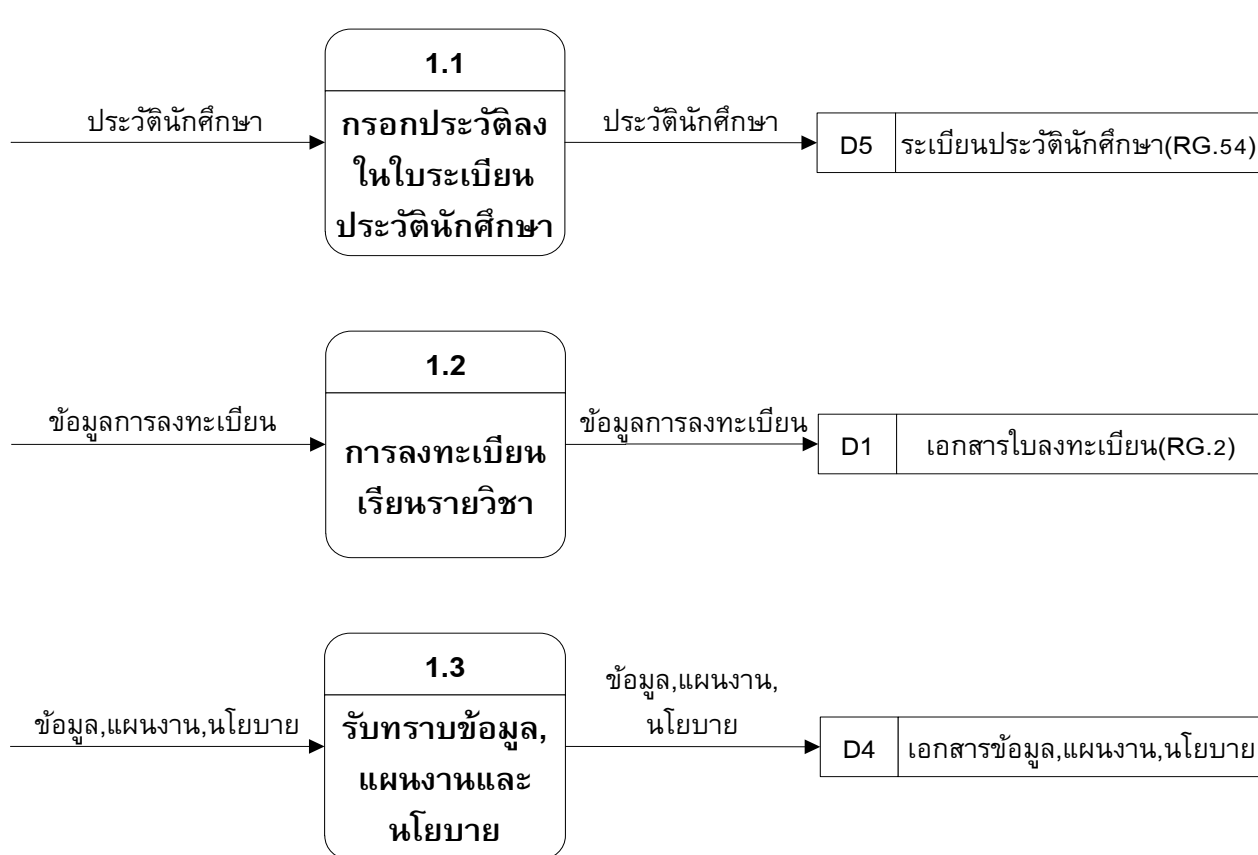 1.1
ประวัตินักศึกษา
กรอกประวัติลง
ในใบระเบียน
ประวัตินักศึกษา
ประวัตินักศึกษา
D5
ระเบียนประวัตินักศึกษา(RG.54)
1.2
ข้อมูลการลงทะเบียน
การลงทะเบียน
เรียนรายวิชา
ข้อมูลการลงทะเบียน
D1
เอกสารใบลงทะเบียน(RG.2)
1.3
ข้อมูล,แผนงาน,นโยบาย
รับทราบข้อมูล,
แผนงานและ
นโยบาย
ข้อมูล,แผนงาน,
นโยบาย
D4
เอกสารข้อมูล,แผนงาน,นโยบาย